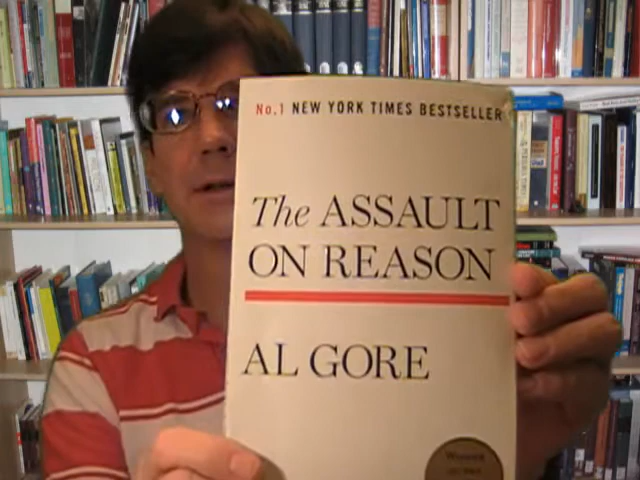 No.1 NEW YORK TIMES BESTSELLER
The ASSAULT
ON REASON
AL GORE